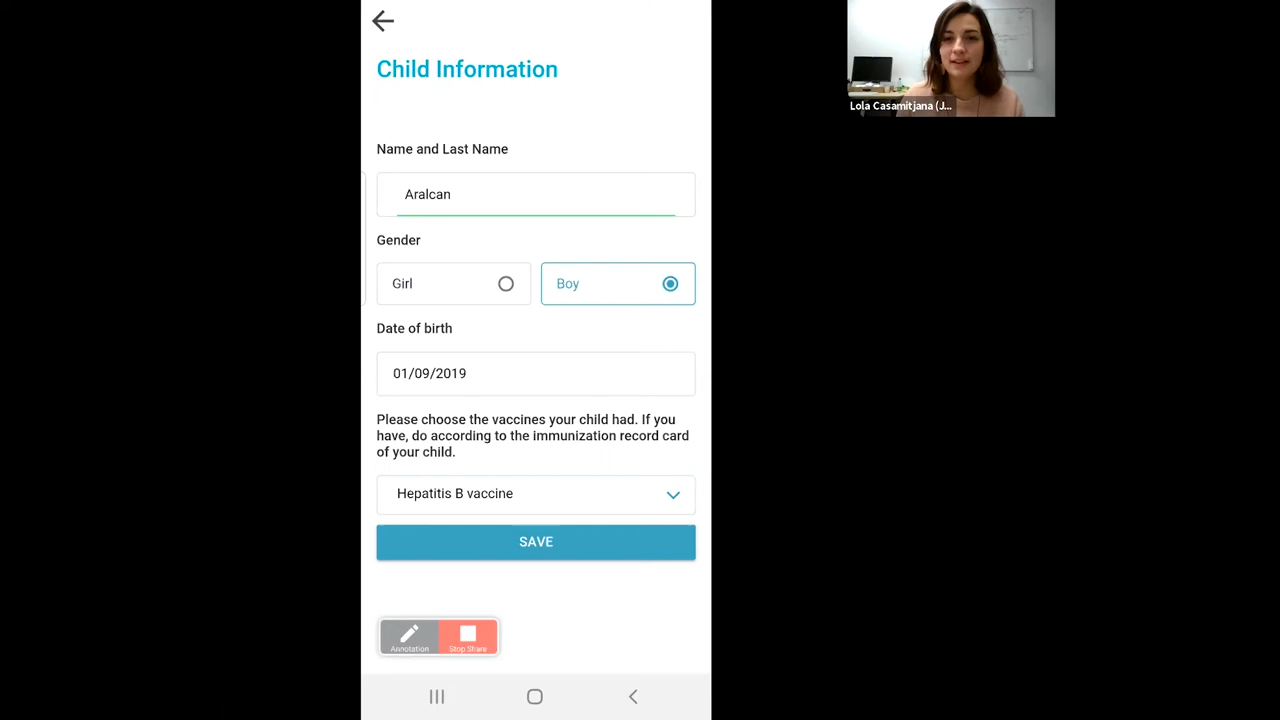 Child Information
Name and Last Name
Aralcan
Gender
Girl
Boy
Date of birth
01/09/2019
Please choose the vaccines your child had. If you
have, do according to the immunization record card
of your child.
Hepatitis B vaccine
SAVE
Annotation
Stop Share
Lola Casamitjana (J...